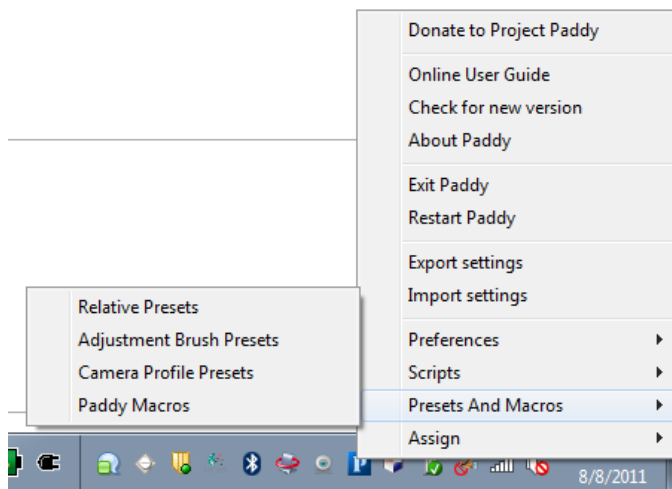 Donate to Project Paddy
Online User Guide
Check for new version
About Paddy
Exit Paddy
Restart Paddy
Export settings
Import settings
Preferences
Scripts
Presets And Macros
Assign
Relative Presets
Adjustment Brush Presets
Camera Profile Presets
Paddy Macros
8/8/2011